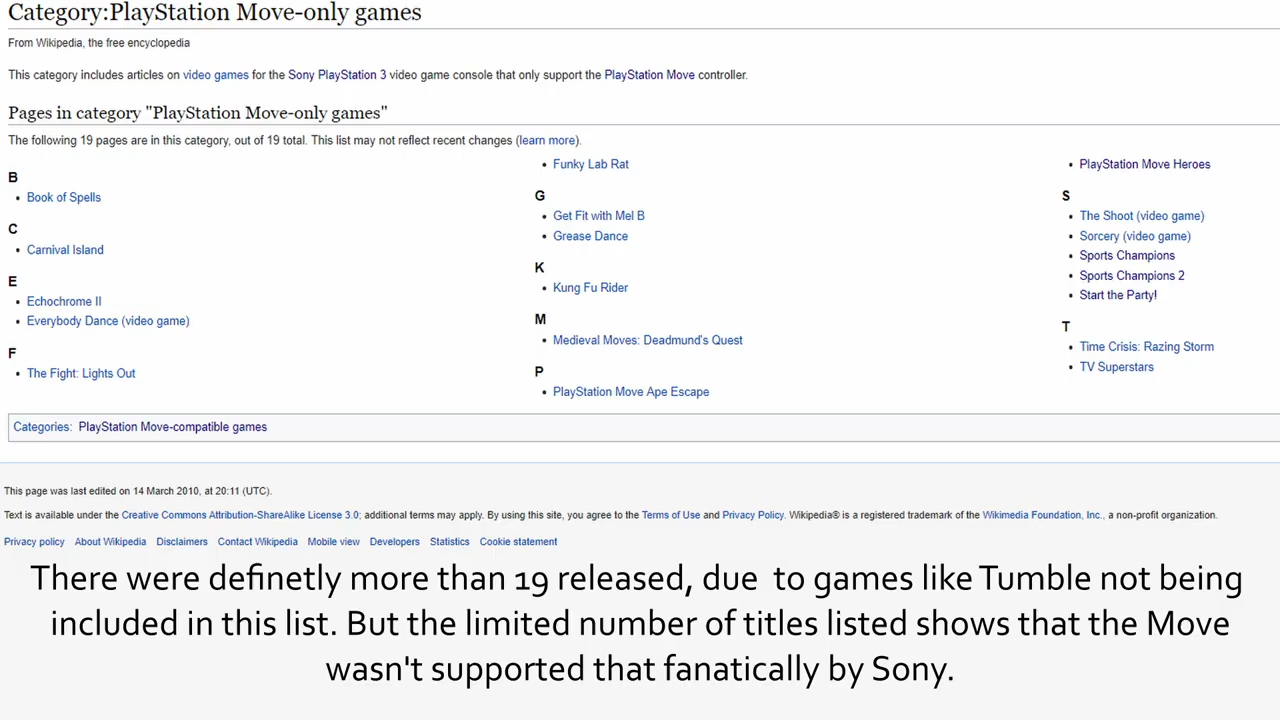 Category:PlayStation Move-only games
From Wikipedia, the free encyclopedia
This category includes articles on video games for the Sony PlayStation 3 video game console that only support the PlayStation Move controller.
Pages in category "PlayStation Move-only games"
The following 19 pages are in this category, out of 19 total. This list may not reflect recent changes (learn more).
B
• Book of Spells
C
• Carnival Island
E
• Echochrome II
• Everybody Dance (video game)
F
• The Fight: Lights Out
• Funky Lab Rat
G
• Get Fit with Mel B
• Grease Dance
K
• Kung Fu Rider
M
• Medieval Moves: Deadmund's Quest
P
• PlayStation Move Ape Escape
• PlayStation Move Heroes
S
• The Shoot (video game)
• Sorcery (video game)
• Sports Champions
• Sports Champions 2
• Start the Party!
T
• Time Crisis: Razing Storm
• TV Superstars
Categories: PlayStation Move-compatible games
This page was last edited on 14 March 2010, at 20:11 (UTC).
Text is available under the Creative Commons Attribution-ShareAlike License 3.0; additional terms may apply. By using this site, you agree to the Terms of Use and Privacy Policy. Wikipedia® is a registered trademark of the Wikimedia Foundation, Inc., a non-profit organization.
Privacy policy About Wikipedia Disclaimers Contact Wikipedia Mobile view Developers Statistics Cookie statement
There were definetly more than 19 released, due to games like Tumble not being
included in this list. But the limited number of titles listed shows that the Move
wasn't supported that fanatically by Sony.